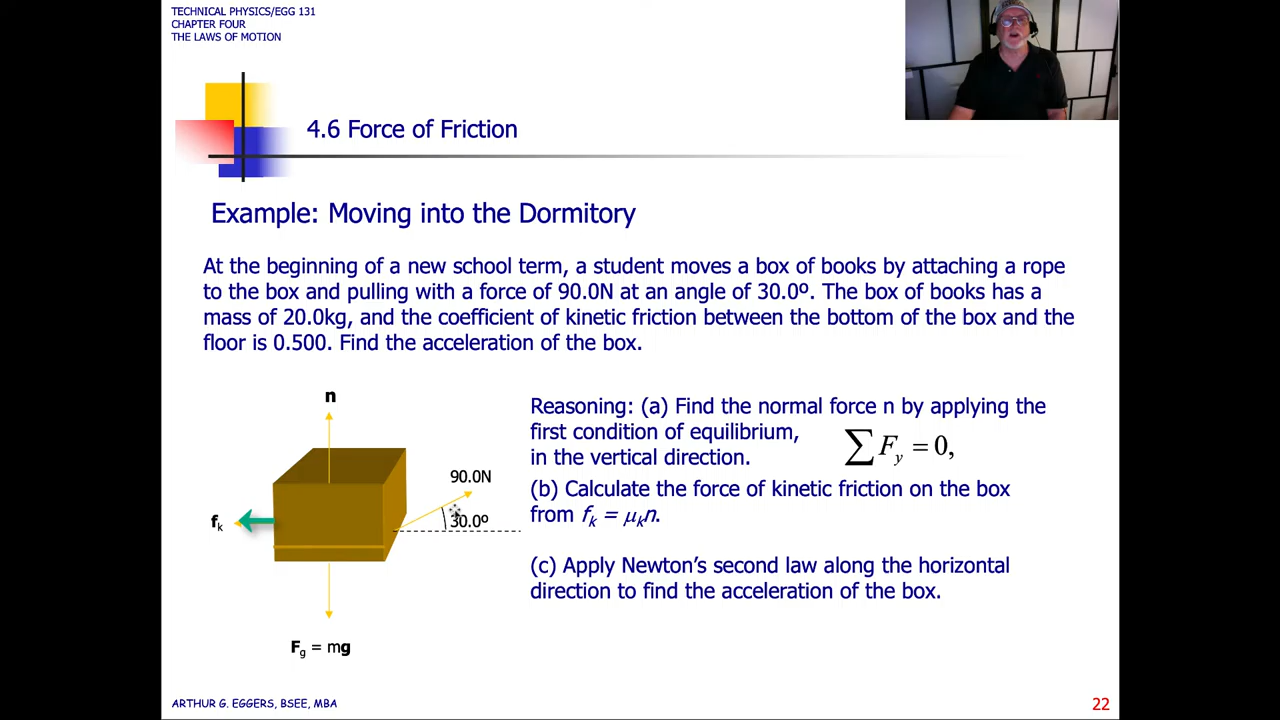 TECHNICAL PHYSICS/EGG 131
CHAPTER FOUR
THE LAWS OF MOTION
4.6 Force of Friction
Example: Moving into the Dormitory
At the beginning of a new school term, a student moves a box of books by attaching a rope
to the box and pulling with a force of 90.0N at an angle of 30.0º. The box of books has a
mass of 20.0kg, and the coefficient of kinetic friction between the bottom of the box and the
floor is 0.500. Find the acceleration of the box.
n
90.0N
30.0º
fk
Fg = mg
Reasoning: (a) Find the normal force n by applying the
first condition of equilibrium,
∑Fy = 0,
in the vertical direction.
(b) Calculate the force of kinetic friction on the box
from fk = μkn.
(c) Apply Newton’s second law along the horizontal
direction to find the acceleration of the box.
ARTHUR G. EGGERS, BSEE, MBA
22